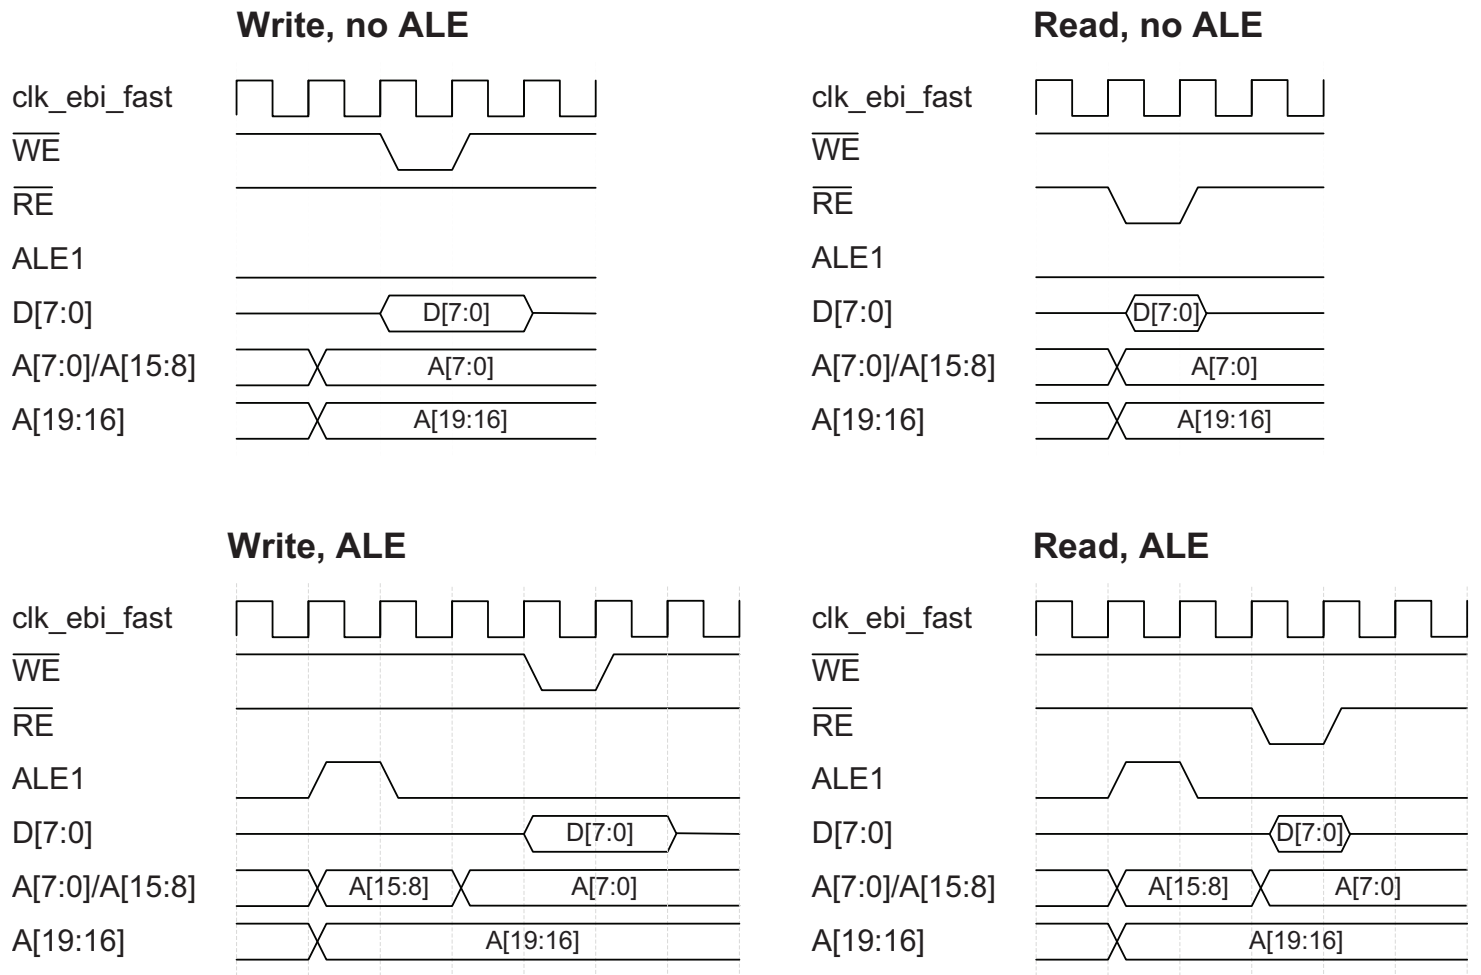 Write, no ALE
clk_ebi_fast
WE
RE
ALE1
D[7:0] D[7:0]
A[7:0]/A[15:8] A[7:0]
A[19:16] A[19:16]
Read, no ALE
clk_ebi_fast
WE
RE
ALE1
D[7:0] D[7:0]
A[7:0]/A[15:8] A[7:0]
A[19:16] A[19:16]
Write, ALE
clk_ebi_fast
WE
RE
ALE1
D[7:0] D[7:0]
A[7:0]/A[15:8] A[15:8] A[7:0]
A[19:16] A[19:16]
Read, ALE
clk_ebi_fast
WE
RE
ALE1
D[7:0] D[7:0]
A[7:0]/A[15:8] A[15:8] A[7:0]
A[19:16] A[19:16]